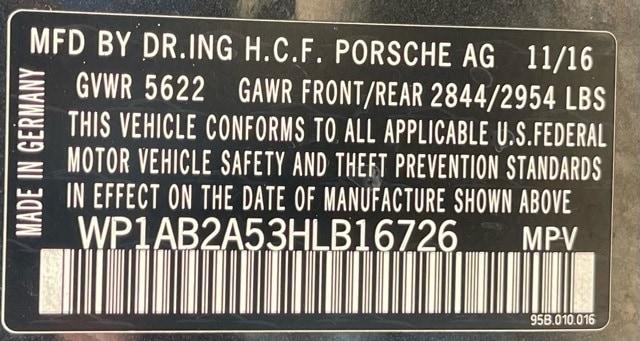 MFD BY DR.ING H.C.F. PORSCHE AG 11/16
GVWR 5622 GAWR FRONT/REAR 2844/2954 LBS
THIS VEHICLE CONFORMS TO ALL APPLICABLE U.S.FEDERAL
MOTOR VEHICLE SAFETY AND THEFT PREVENTION STANDARDS
IN EFFECT ON THE DATE OF MANUFACTURE SHOWN ABOVE
WP1AB2A53HLB16726 MPV
95B.010.016
MADE IN GERMANY